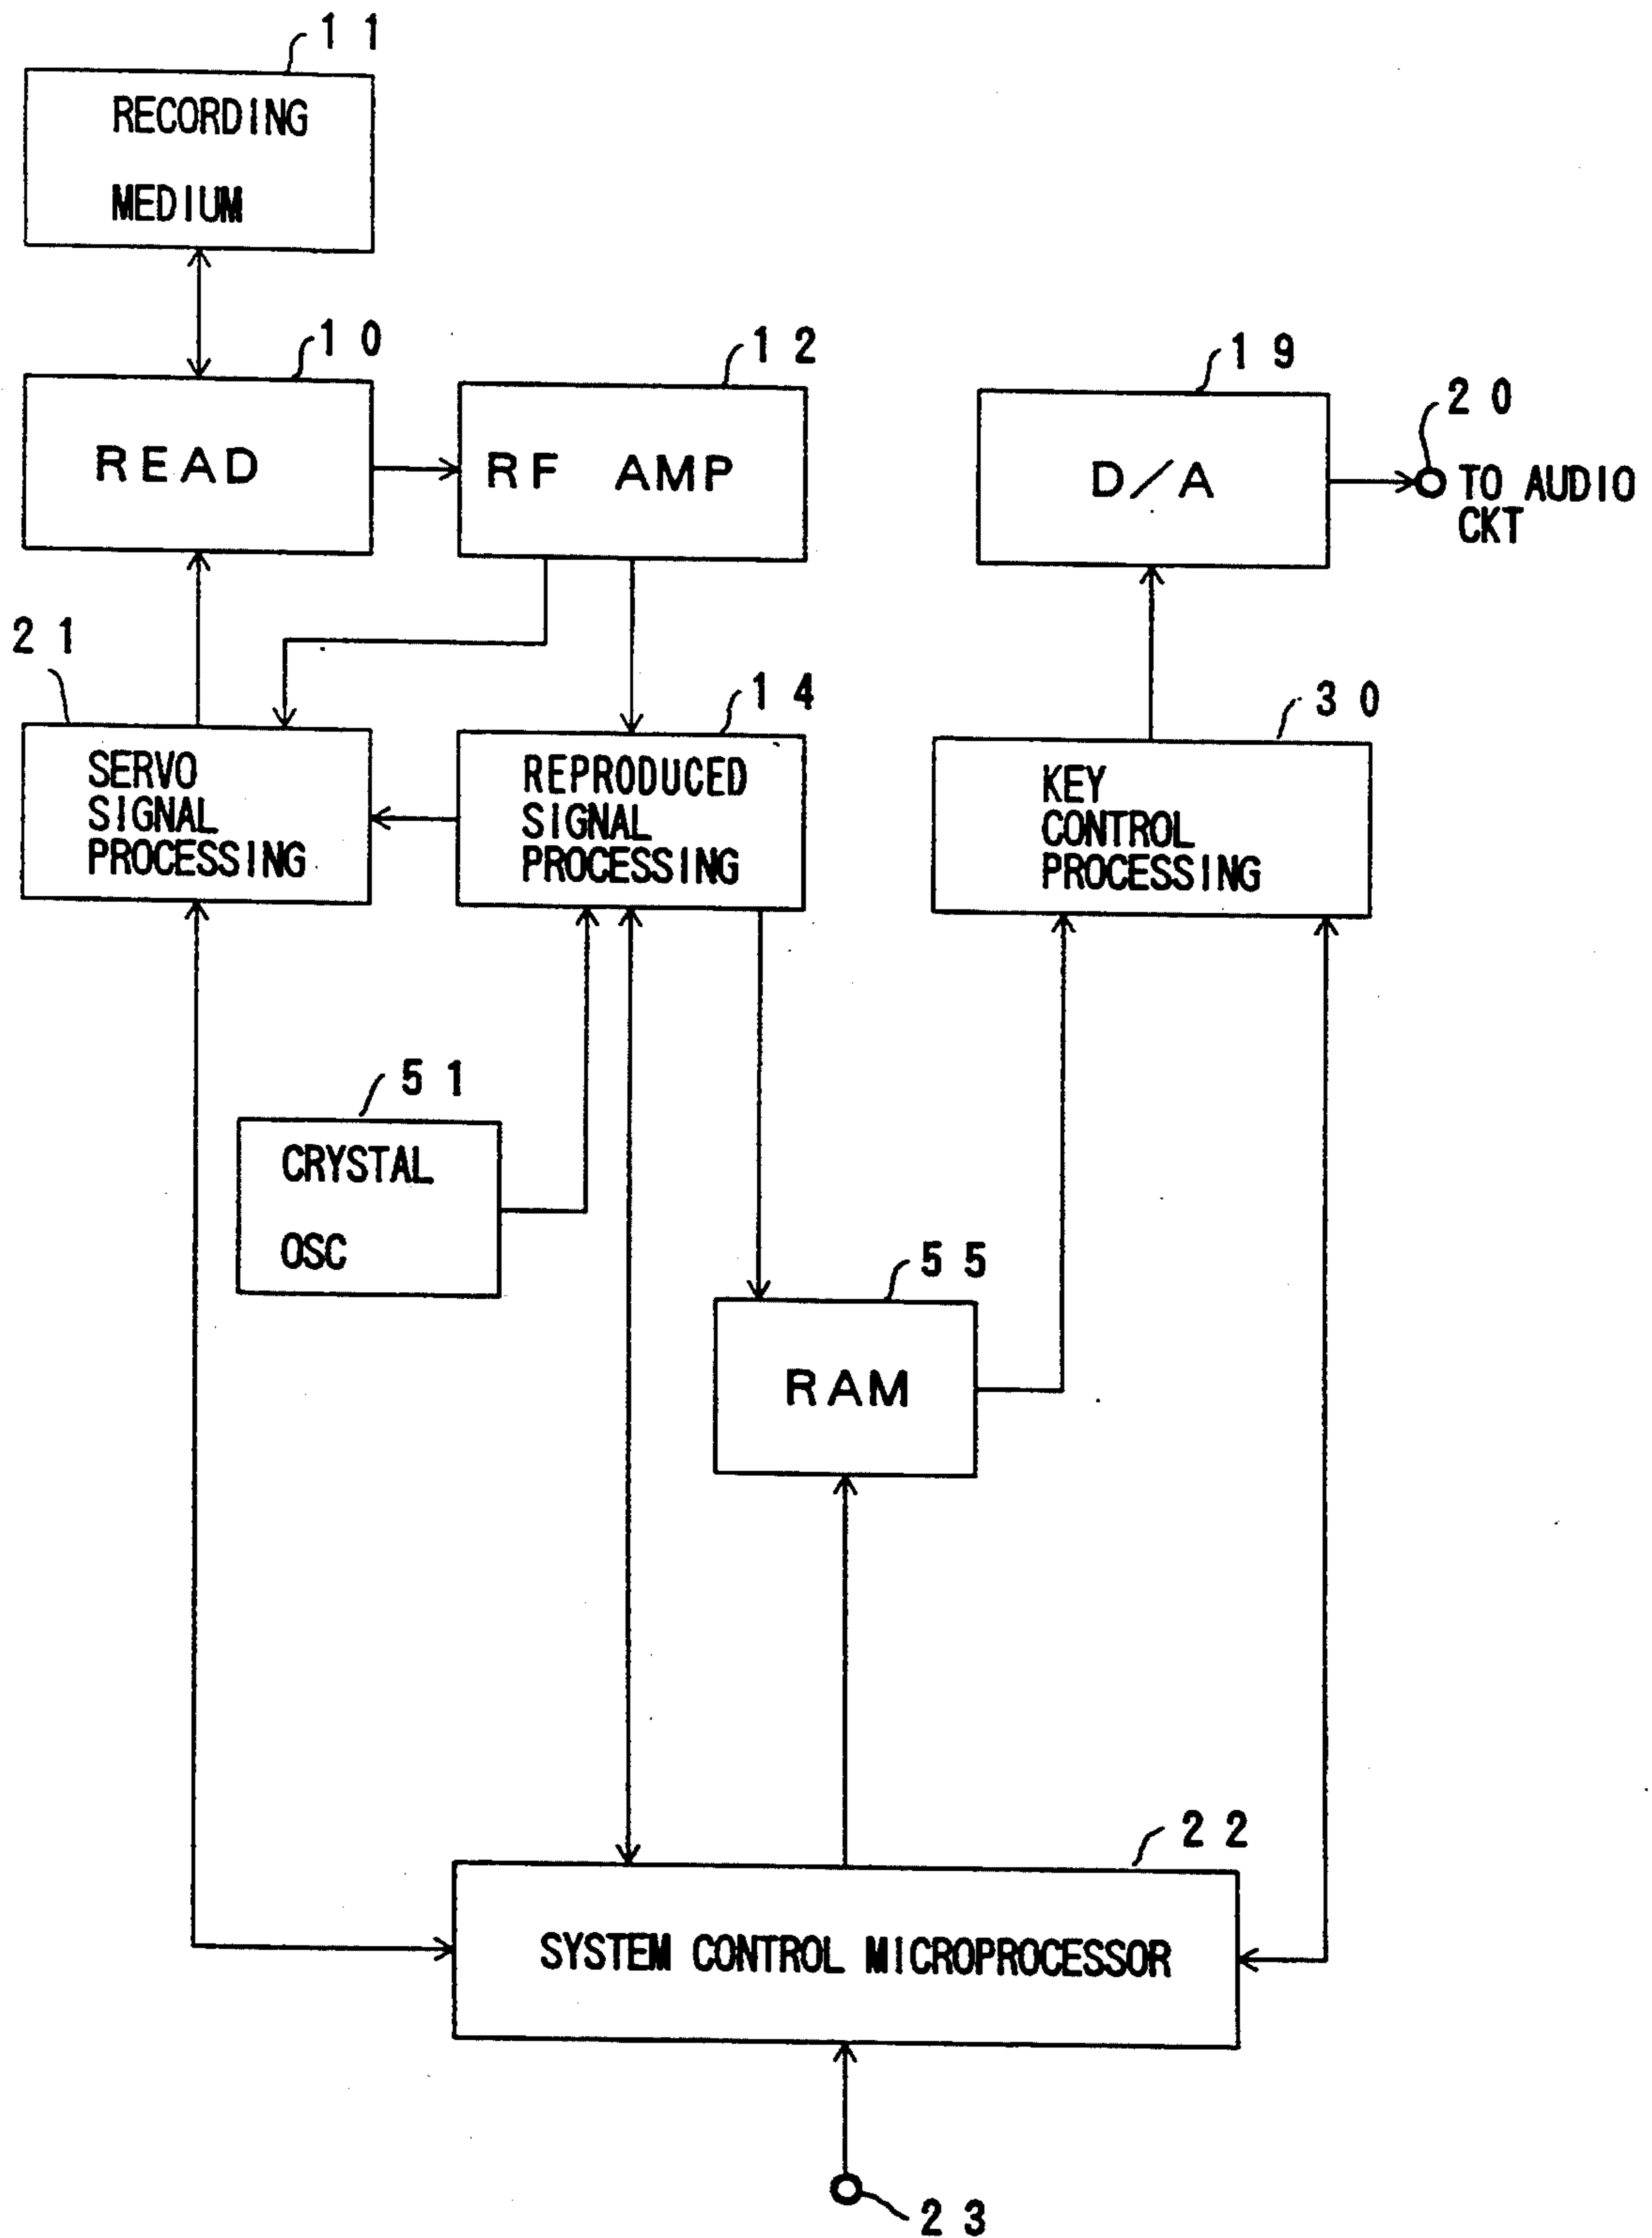 11
RECORDING
MEDIUM
10
READ
12
RF AMP
19
D/A
20
TO AUDIO
CKT
21
SERVO
SIGNAL
PROCESSING
14
REPRODUCED
SIGNAL
PROCESSING
30
KEY
CONTROL
PROCESSING
51
CRYSTAL
OSC
55
RAM
22
SYSTEM CONTROL MICROPROCESSOR
23